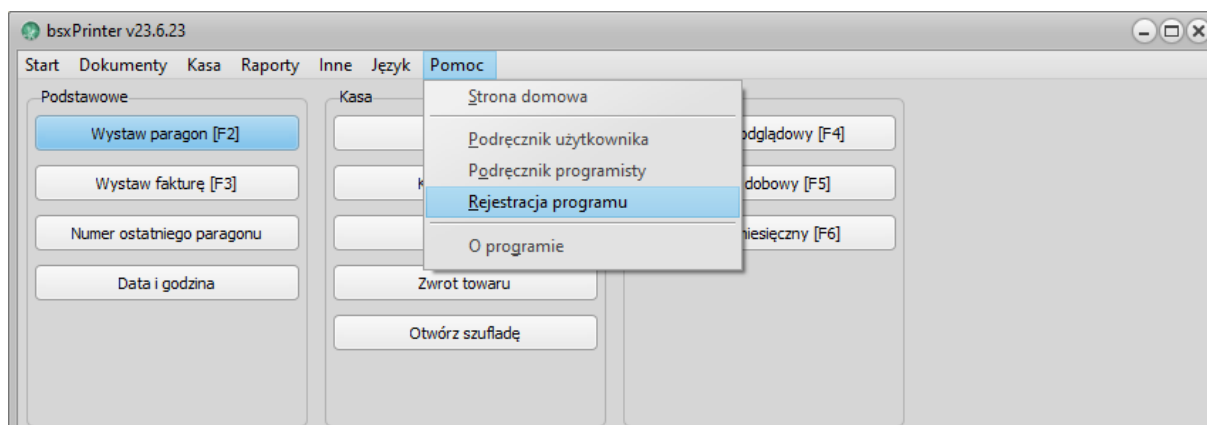 bsxPrinter v23.6.23
Start Dokumenty Kasa Raporty Inne Język Pomoc
Podstawowe
Wystaw paragon [F2]
Wystaw fakturę [F3]
Numer ostatniego paragonu
Data i godzina
Kasa
Zwrot towaru
Otwórz szufladę
Strona domowa
Podręcznik użytkownika
Podręcznik programisty
Rejestracja programu
O programie
[F4]
dobowy [F5]
[F6]